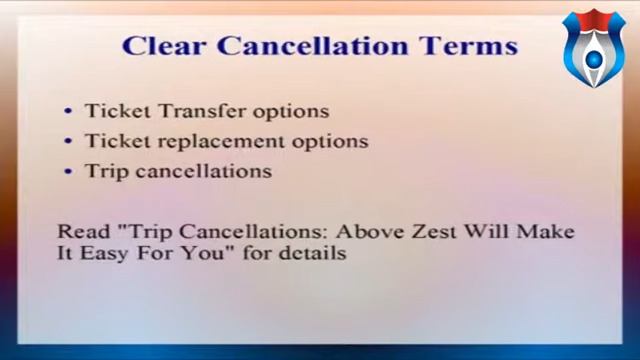 Clear Cancellation Terms
• Ticket Transfer options
• Ticket replacement options
• Trip cancellations
Read "Trip Cancellations: Above Zest Will Make
It Easy For You" for details